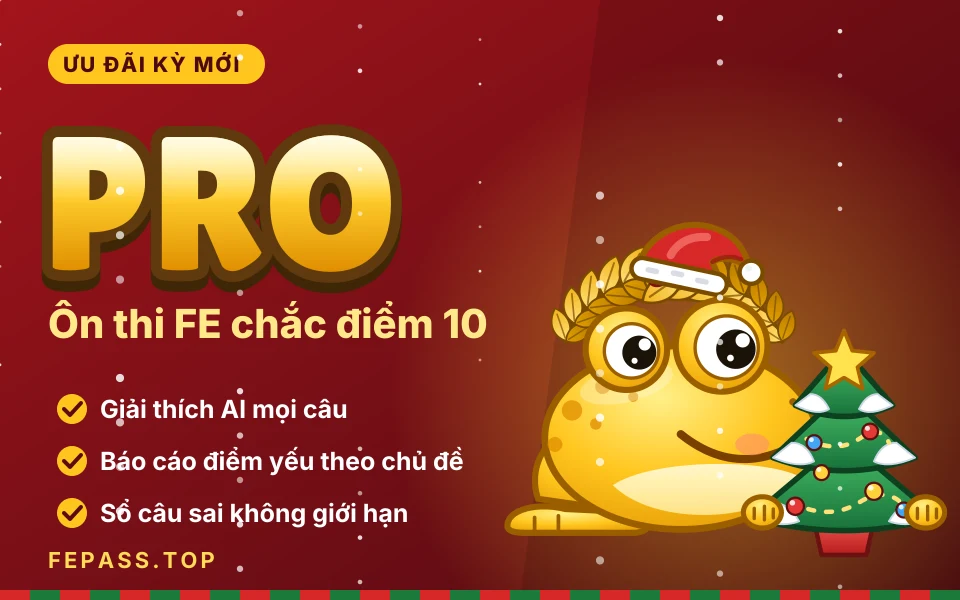 ƯU ĐÃI KỲ MỚI
PRO
Ôn thi FE chắc điểm 10
Giải thích AI mọi câu
Báo cáo điểm yếu theo chủ đề
Sổ câu sai không giới hạn
FEPASS.TOP